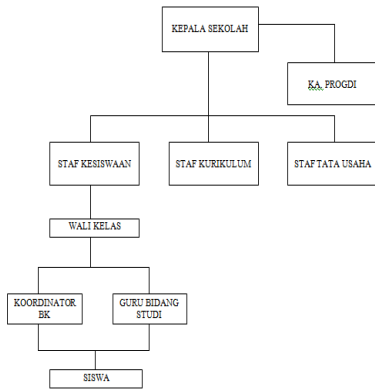 KEPALA SEKOLAH
KA. PROGDI
STAF KESISWAAN
STAF KURIKULUM
STAF TATA USAHA
WALI KELAS
KOORDINATOR
BK
GURU BIDANG
STUDI
SISWA